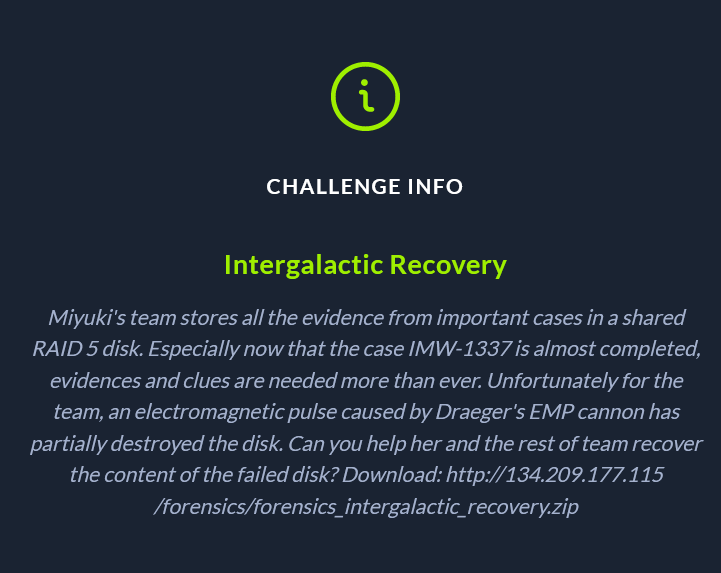 CHALLENGE INFO
Intergalactic Recovery
Miyuki's team stores all the evidence from important cases in a shared
RAID 5 disk. Especially now that the case IMW-1337 is almost completed,
evidences and clues are needed more than ever. Unfortunately for the
team, an electromagnetic pulse caused by Draeger's EMP cannon has
partially destroyed the disk. Can you help her and the rest of team recover
the content of the failed disk? Download: http://134.209.177.115
/forensics/forensics_intergalactic_recovery.zip